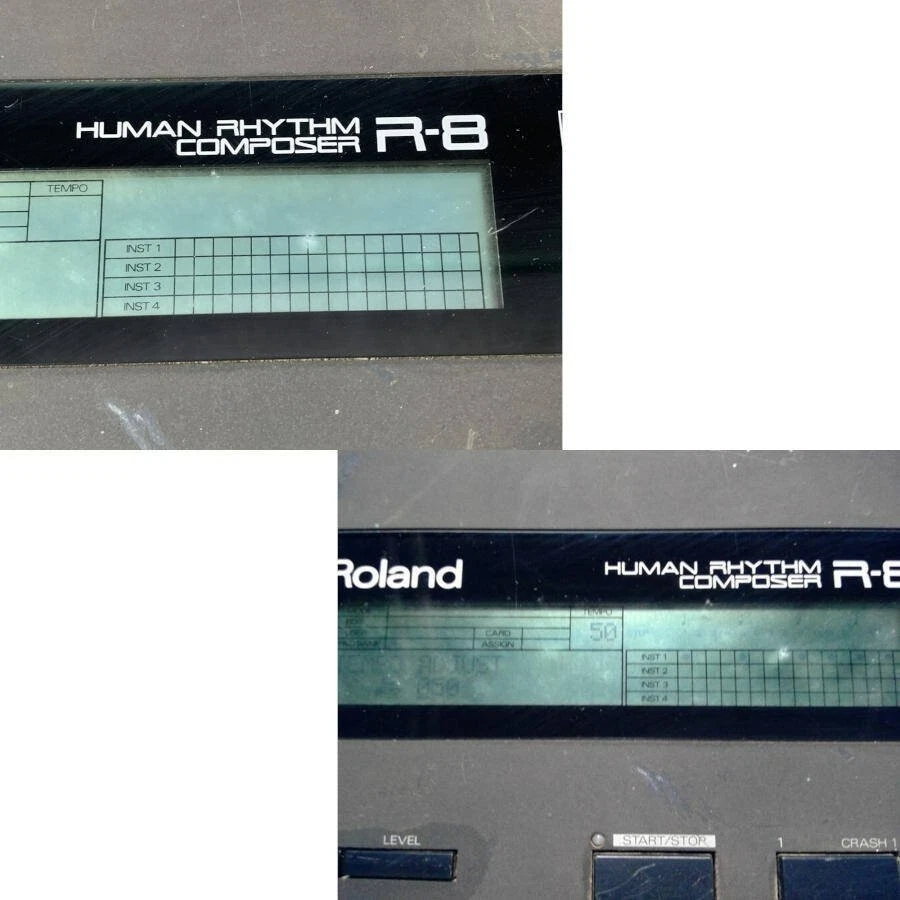 HUMAN RHYTHM
COMPOSER R-8
TEMPO
INST 1
INST 2
INST 3
INST 4
Roland
HUMAN RHYTHM
COMPOSER R-8
TEMPO
50
CARD
ASSIGN
ADJUST
050
INST 1
INST 2
INST 3
INST 4
LEVEL
START/STOP
1 CRASH 1